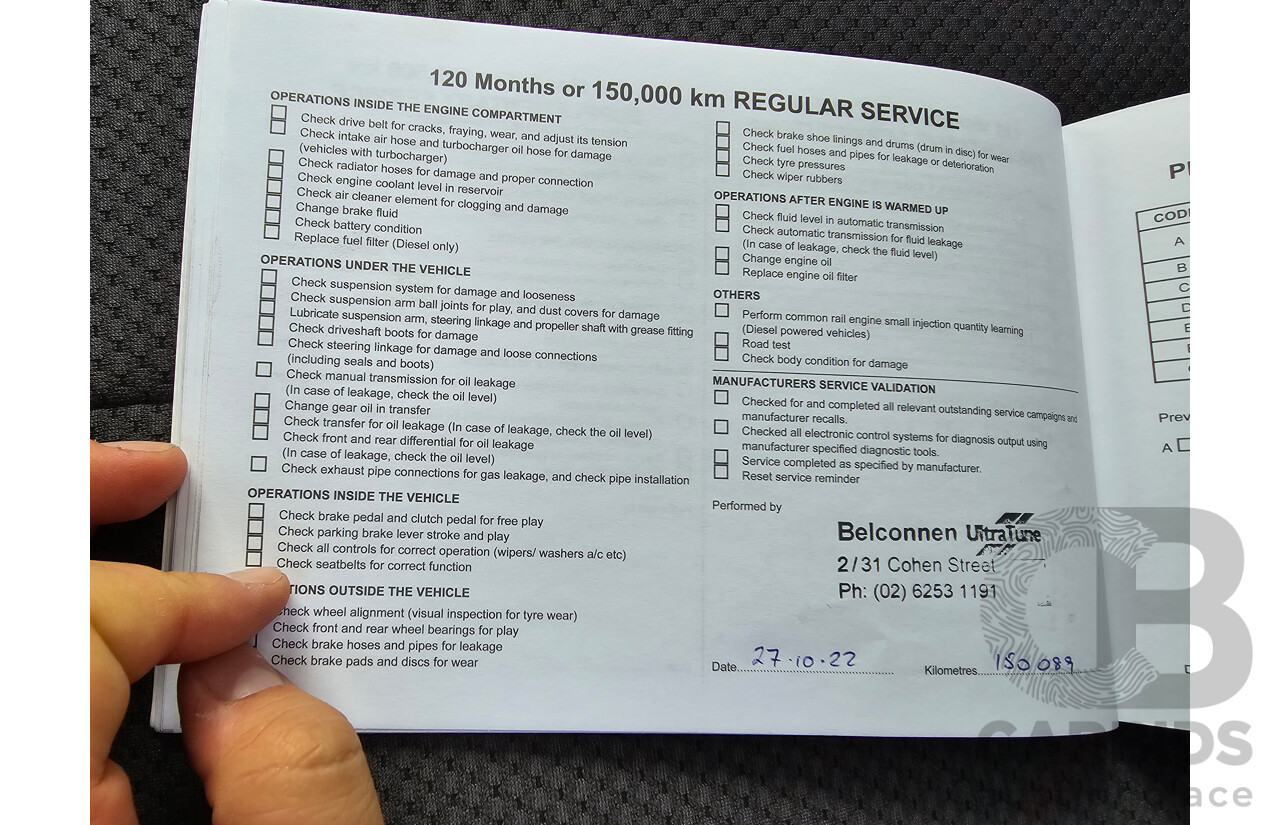 120 Months or 150,000 km REGULAR SERVICE
OPERATIONS INSIDE THE ENGINE COMPARTMENT
Check drive belt for cracks, fraying, wear, and adjust its tension
Check intake air hose and turbocharger oil hose for damage
(vehicles with turbocharger)
Check radiator hoses for damage and proper connection
Check engine coolant level in reservoir
Check air cleaner element for clogging and damage
Change brake fluid
Check battery condition
Replace fuel filter (Diesel only)
OPERATIONS UNDER THE VEHICLE
Check suspension system for damage and looseness
Check suspension arm ball joints for play, and dust covers for damage
Lubricate suspension arm, steering linkage and propeller shaft with grease fitting
Check driveshaft boots for damage
Check steering linkage for damage and loose connections
(including seals and boots)
Check manual transmission for oil leakage
(In case of leakage, check the oil level)
Change gear oil in transfer
Check transfer for oil leakage (In case of leakage, check the oil level)
Check front and rear differential for oil leakage
(In case of leakage, check the oil level)
Check exhaust pipe connections for gas leakage, and check pipe installation
OPERATIONS INSIDE THE VEHICLE
Check brake pedal and clutch pedal for free play
Check parking brake lever stroke and play
Check all controls for correct operation (wipers/ washers a/c etc)
Check seatbelts for correct function
TIONS OUTSIDE THE VEHICLE
heck wheel alignment (visual inspection for tyre wear)
Check front and rear wheel bearings for play
Check brake hoses and pipes for leakage
Check brake pads and discs for wear
Check brake shoe linings and drums (drum in disc) for wear
Check fuel hoses and pipes for leakage or deterioration
Check tyre pressures
Check wiper rubbers
OPERATIONS AFTER ENGINE IS WARMED UP
Check fluid level in automatic transmission
Check automatic transmission for fluid leakage
(In case of leakage, check the fluid level)
Change engine oil
Replace engine oil filter
OTHERS
Perform common rail engine small injection quantity learning
(Diesel powered vehicles)
Road test
Check body condition for damage
MANUFACTURERS SERVICE VALIDATION
Checked for and completed all relevant outstanding service campaigns and
manufacturer recalls.
Checked all electronic control systems for diagnosis output using
manufacturer specified diagnostic tools.
Service completed as specified by manufacturer.
Reset service reminder
Performed by
Belconnen UltraTune
2/31 Cohen Street
Ph: (02) 6253 1191
Date 27.10.22 Kilometres 150089
COD
A
B
C
Prev
A